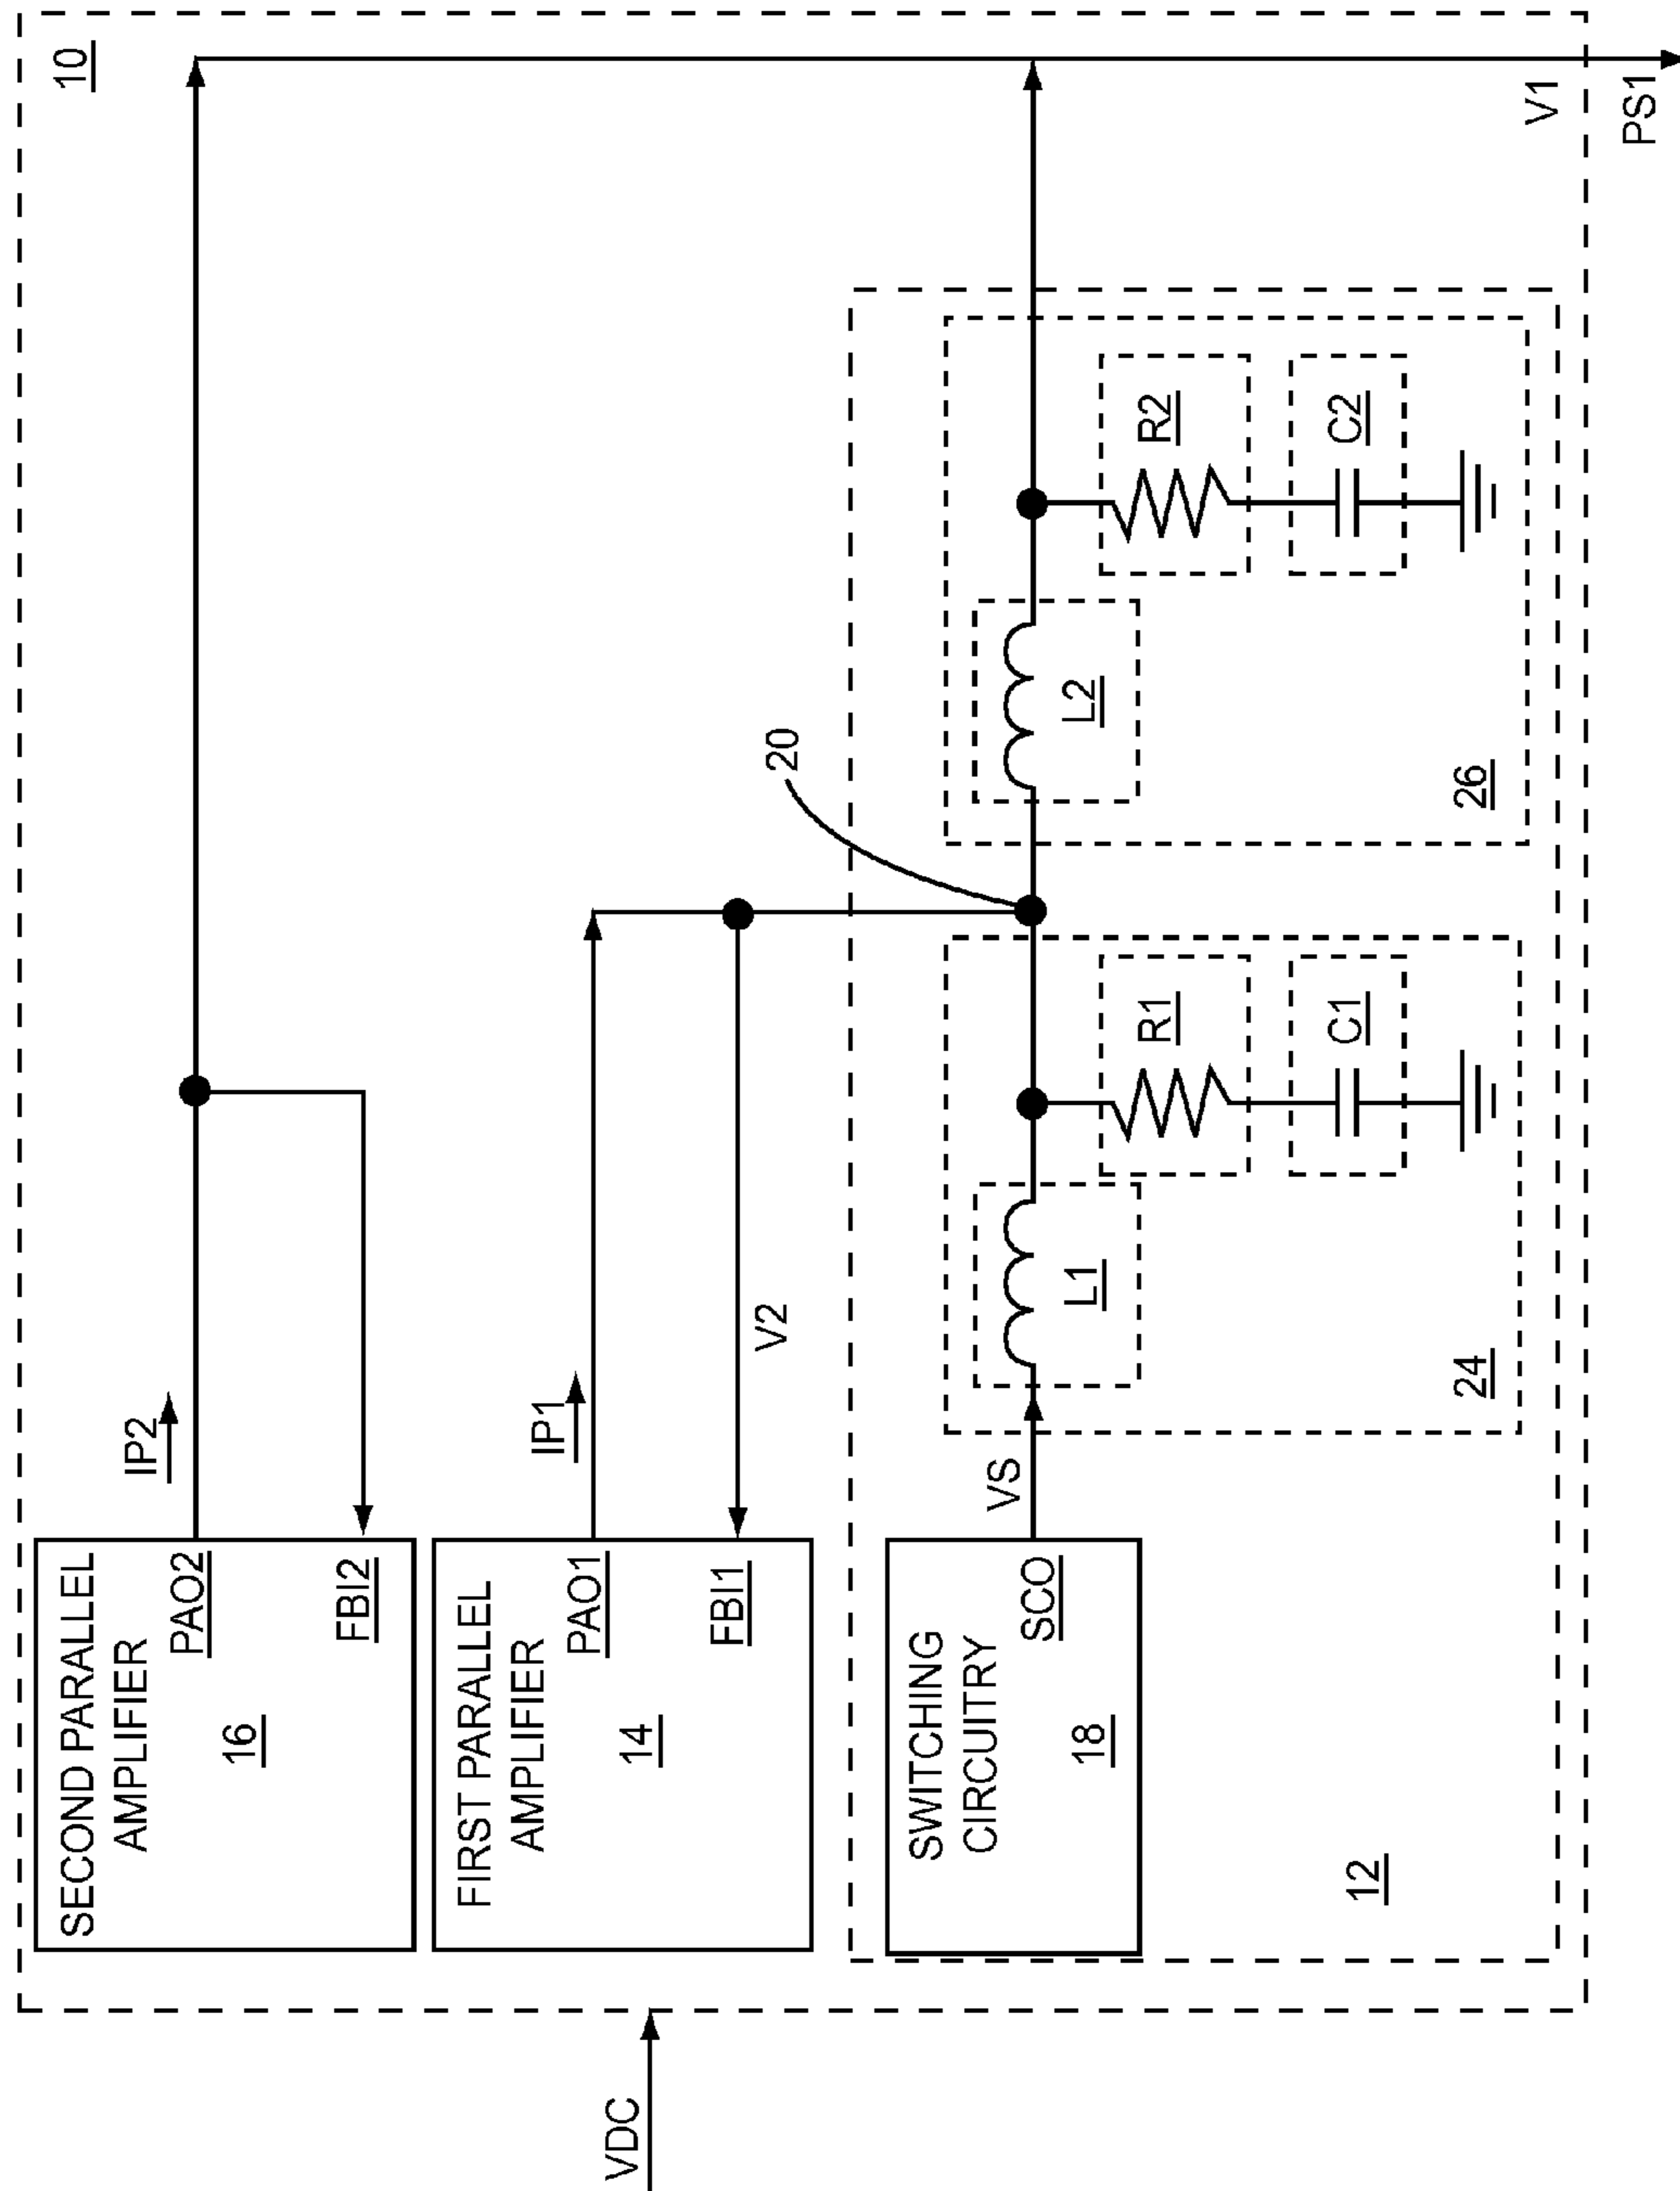 10
SECOND PARALLEL
AMPLIFIER
PAO2
16
FBI2
IP2
FIRST PARALLEL
AMPLIFIER
PAO1
14
FBI1
IP1
V2
20
VDC
SWITCHING
CIRCUITRY
SCO
18
VS
L1
R1
C1
24
L2
R2
C2
26
12
V1
PS1